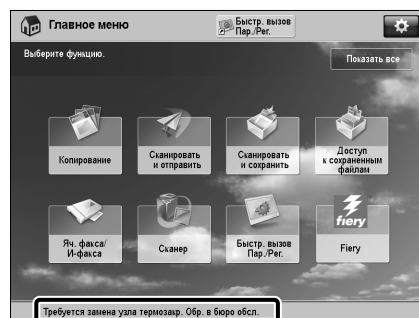 Главное меню
Быстр. вызов
Пар./Рег.
Выберите функцию.
Показать все
Копирование
Сканировать
и отправить
Сканировать
и сохранить
Доступ
к сохраненным
файлам
Яч. факса/
И-факса
Сканер
Быстр. вызов
Пар./Рег.
fiery
Fiery
Требуется замена узла термозакр. Обр. в бюро обсл.